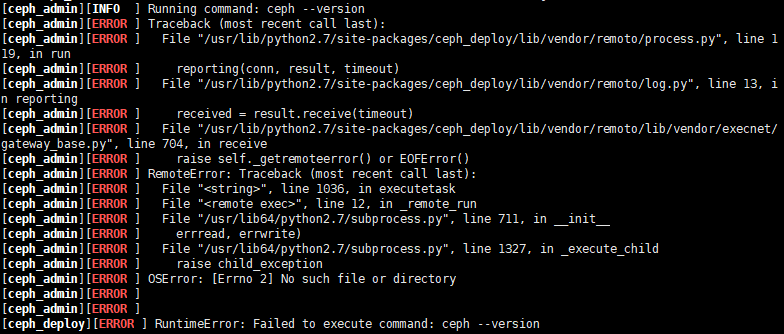 [ceph_admin][INFO  ] Running command: ceph --version
[ceph_admin][ERROR ] Traceback (most recent call last):
[ceph_admin][ERROR ]   File "/usr/lib/python2.7/site-packages/ceph_deploy/lib/vendor/remoto/process.py", line 1
19, in run
[ceph_admin][ERROR ]     reporting(conn, result, timeout)
[ceph_admin][ERROR ]   File "/usr/lib/python2.7/site-packages/ceph_deploy/lib/vendor/remoto/log.py", line 13, i
n reporting
[ceph_admin][ERROR ]     received = result.receive(timeout)
[ceph_admin][ERROR ]   File "/usr/lib/python2.7/site-packages/ceph_deploy/lib/vendor/remoto/lib/vendor/execnet/
gateway_base.py", line 704, in receive
[ceph_admin][ERROR ]     raise self._getremoteerror() or EOFError()
[ceph_admin][ERROR ] RemoteError: Traceback (most recent call last):
[ceph_admin][ERROR ]   File "<string>", line 1036, in executetask
[ceph_admin][ERROR ]   File "<remote exec>", line 12, in _remote_run
[ceph_admin][ERROR ]   File "/usr/lib64/python2.7/subprocess.py", line 711, in __init__
[ceph_admin][ERROR ]     errread, errwrite)
[ceph_admin][ERROR ]   File "/usr/lib64/python2.7/subprocess.py", line 1327, in _execute_child
[ceph_admin][ERROR ]     raise child_exception
[ceph_admin][ERROR ] OSError: [Errno 2] No such file or directory
[ceph_admin][ERROR ]
[ceph_admin][ERROR ]
[ceph_deploy][ERROR ] RuntimeError: Failed to execute command: ceph --version